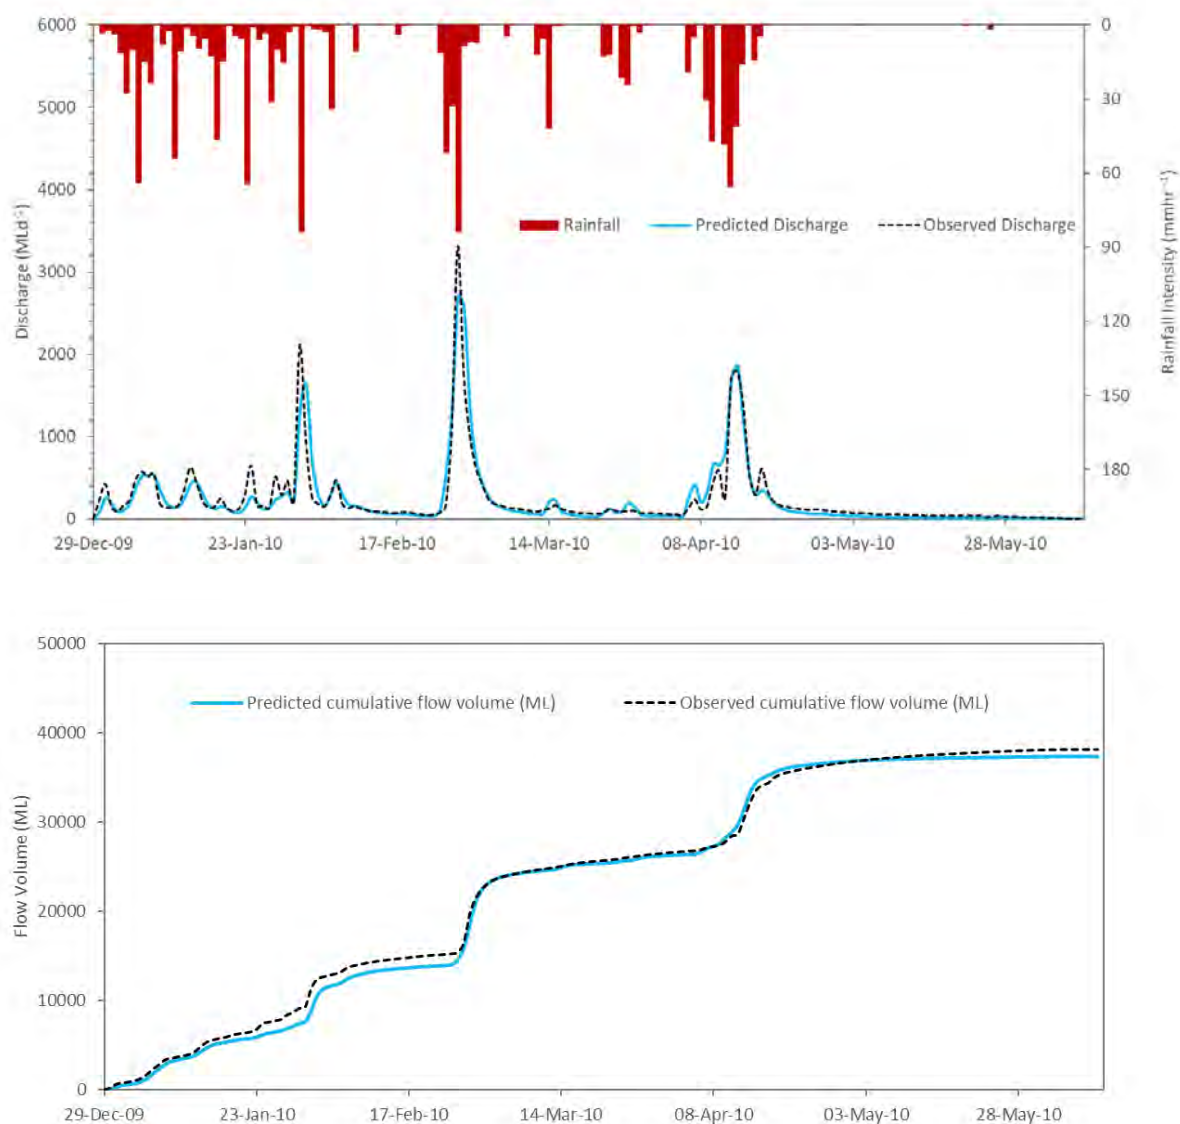 6000
5000
4000
3000
2000
1000
0
Discharge (MLd⁻¹)
0
30
60
90
120
150
180
Rainfall Intensity (mmhr⁻¹)
Rainfall Predicted Discharge Observed Discharge
29-Dec-09 23-Jan-10 17-Feb-10 14-Mar-10 08-Apr-10 03-May-10 28-May-10
50000
40000
30000
20000
10000
0
Flow Volume (ML)
Predicted cumulative flow volume (ML) Observed cumulative flow volume (ML)
29-Dec-09 23-Jan-10 17-Feb-10 14-Mar-10 08-Apr-10 03-May-10 28-May-10